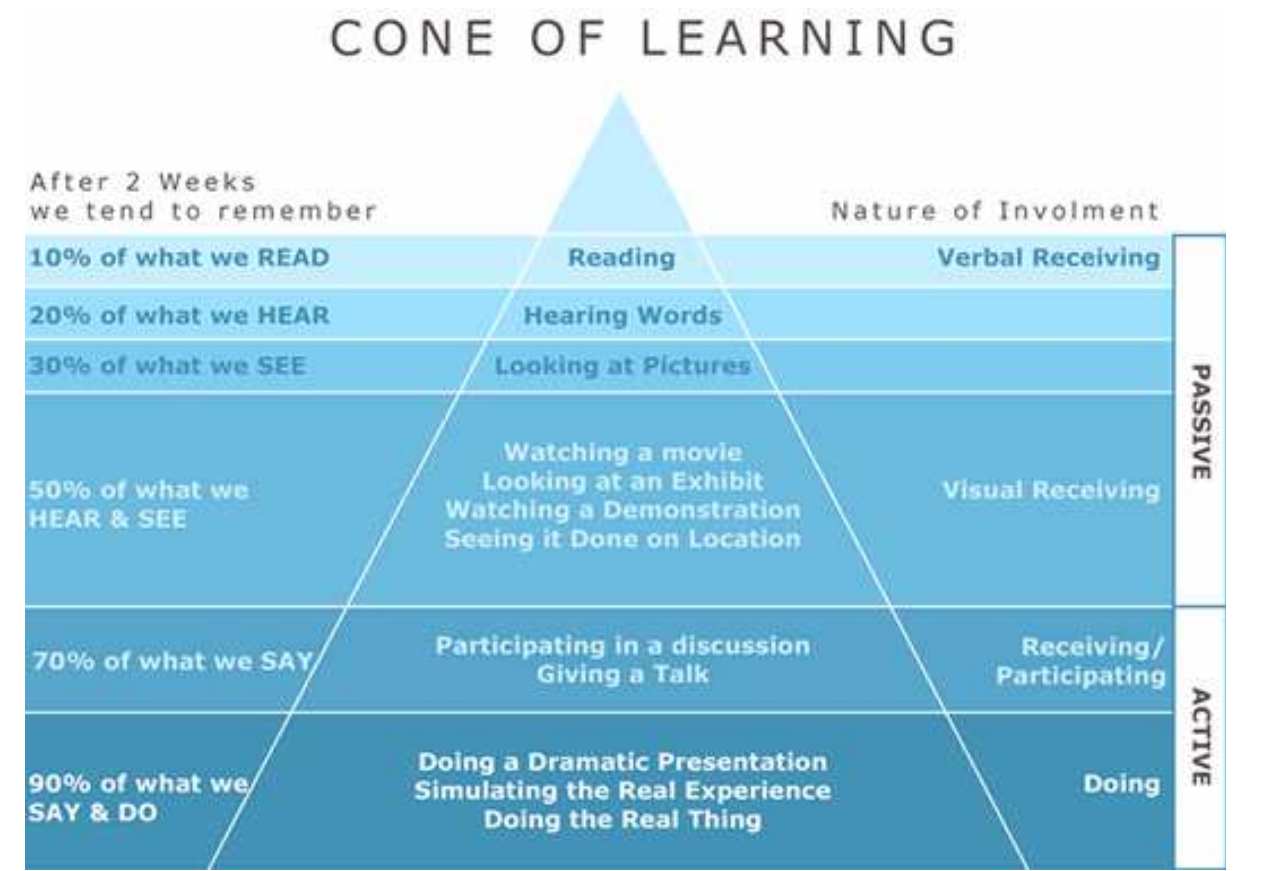 CONE OF LEARNING
After 2 Weeks
we tend to remember
Nature of Involment
10% of what we READ
Reading
Verbal Receiving
20% of what we HEAR
Hearing Words
30% of what we SEE
Looking at Pictures
50% of what we
HEAR & SEE
Watching a movie
Looking at an Exhibit
Watching a Demonstration
Seeing it Done on Location
Visual Receiving
PASSIVE
70% of what we SAY
Participating in a discussion
Giving a Talk
Receiving/
Participating
90% of what we
SAY & DO
Doing a Dramatic Presentation
Simulating the Real Experience
Doing the Real Thing
Doing
ACTIVE